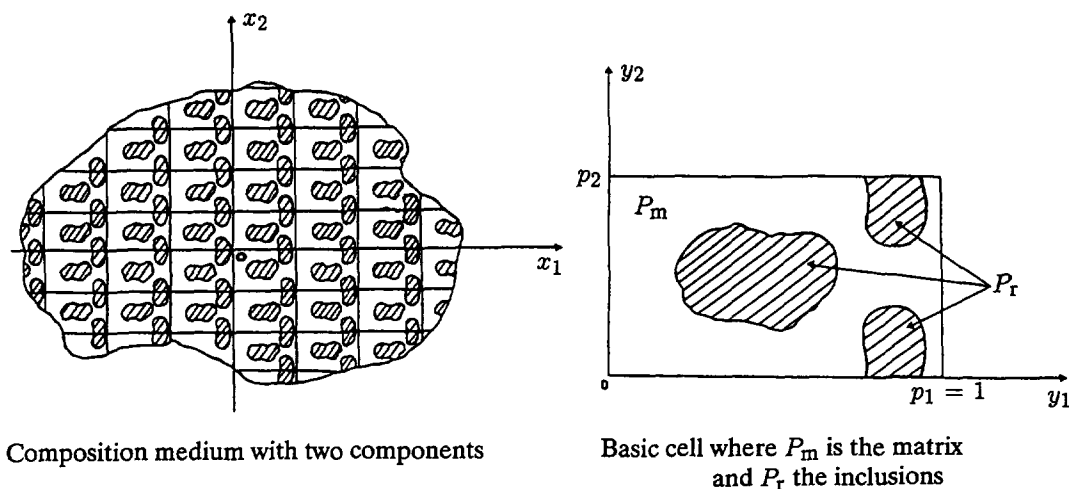 x₂
x₁
o
Composition medium with two components
y₂
p₂
Pₘ
Pᵣ
o
p₁ = 1
y₁
Basic cell where Pₘ is the matrix
and Pᵣ the inclusions